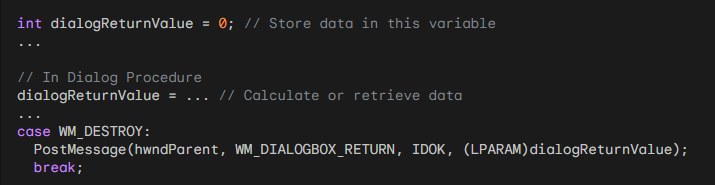 int dialogReturnValue = 0; // Store data in this variable
...
// In Dialog Procedure
dialogReturnValue = ... // Calculate or retrieve data
...
case WM_DESTROY:
  PostMessage(hwndParent, WM_DIALOGBOX_RETURN, IDOK, (LPARAM)dialogReturnValue);
  break;